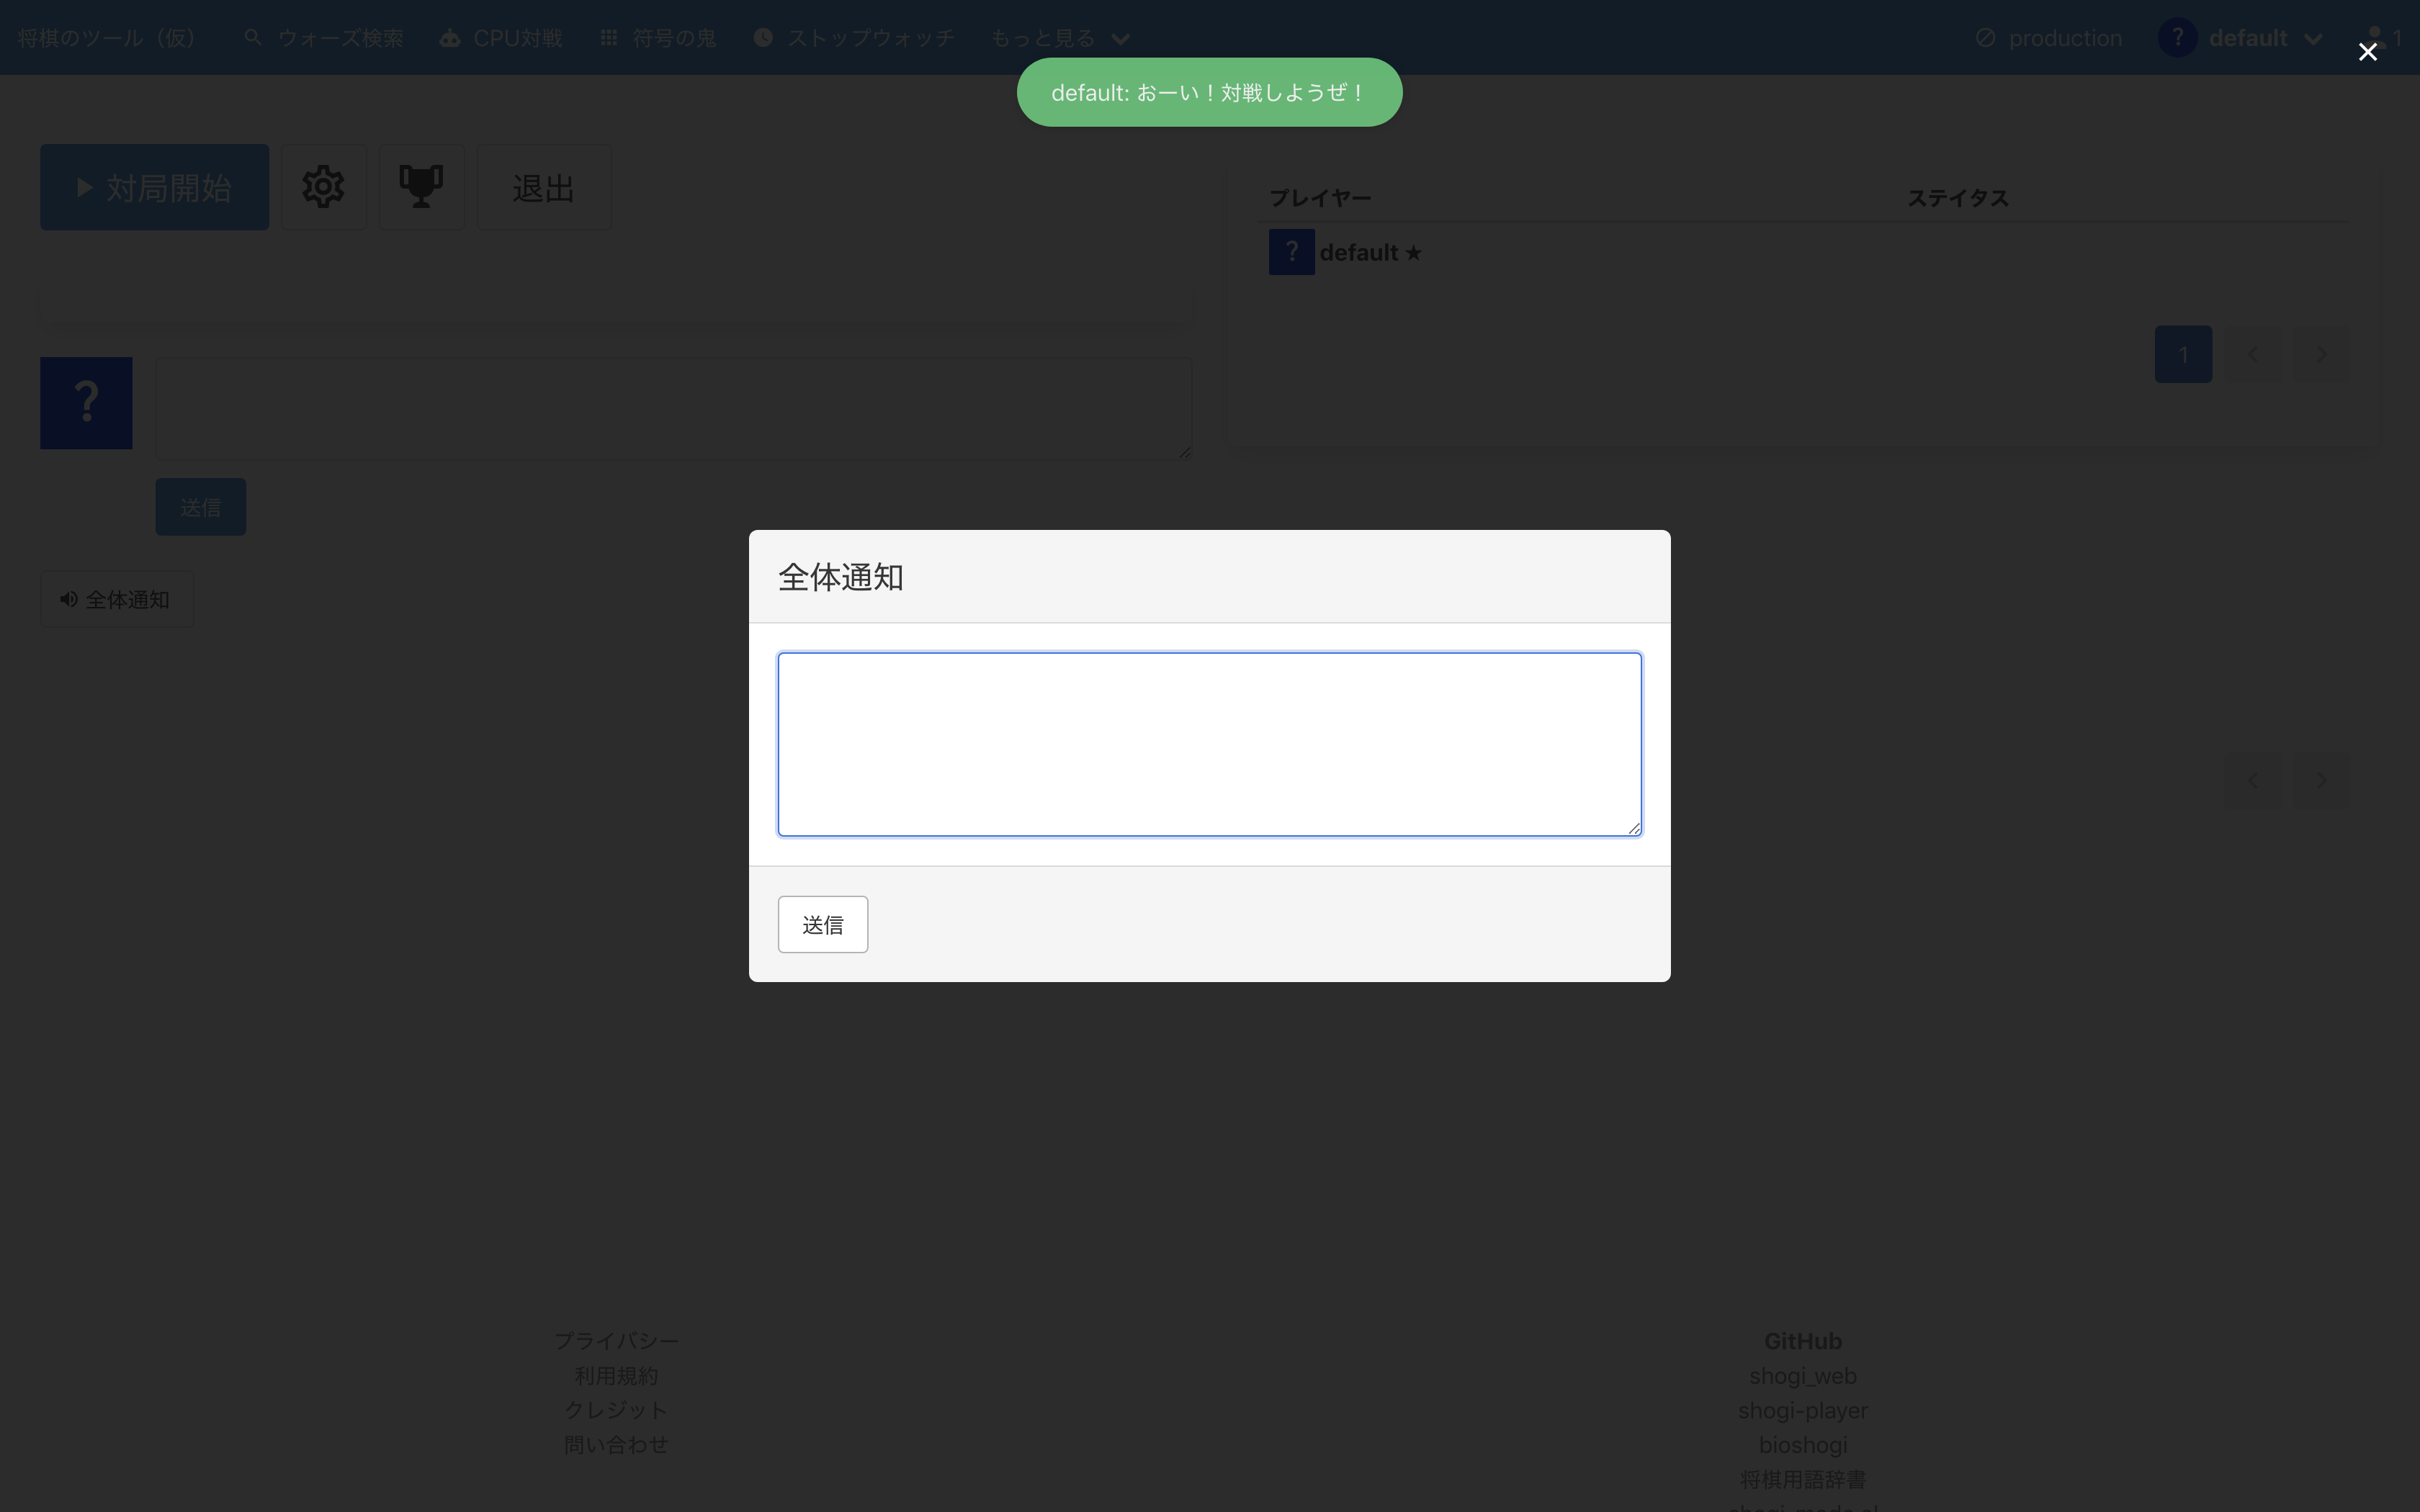 将棋のツール（仮） ウォーズ検索 CPU対戦 符号の鬼 ストップウォッチ もっと見る production ? default 1
default: おーい！対戦しようぜ！
対局開始 退出
プレイヤー ステイタス
? default ★
1
?
送信
全体通知
全体通知
送信
プライバシー
利用規約
クレジット
問い合わせ
GitHub
shogi_web
shogi-player
bioshogi
将棋用語辞書